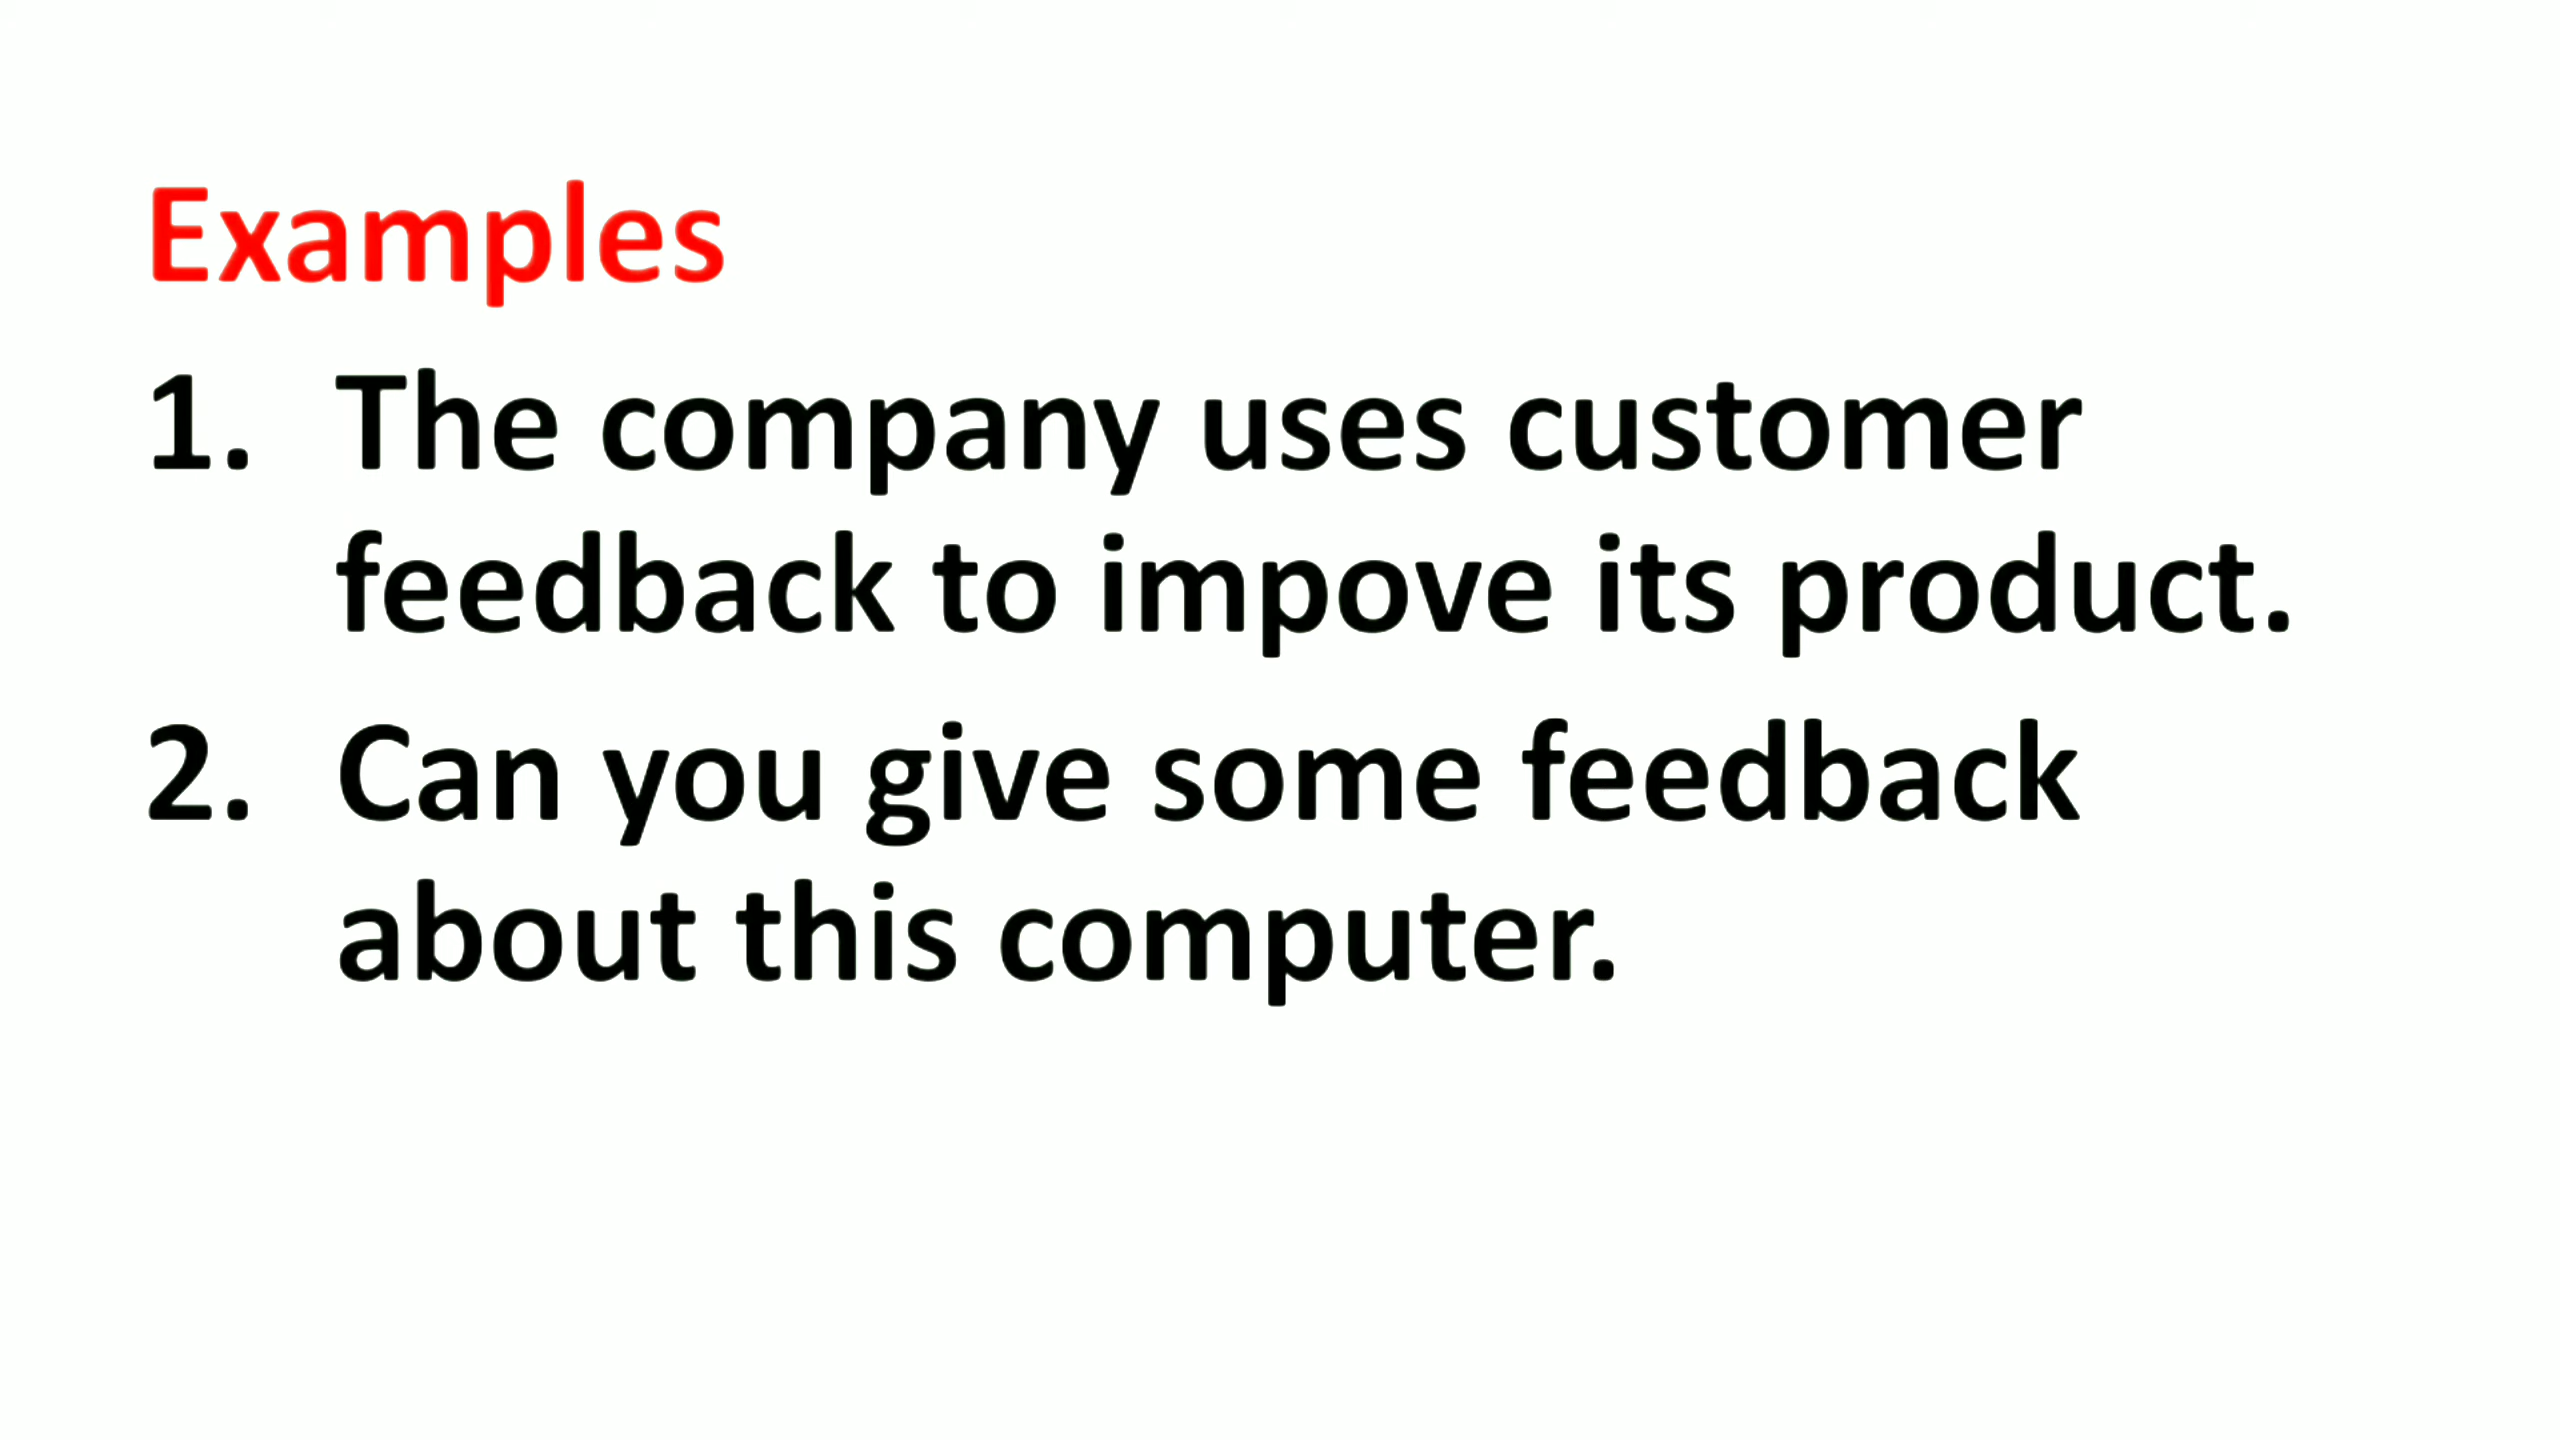 Examples
1. The company uses customer
feedback to impove its product.
2. Can you give some feedback
about this computer.